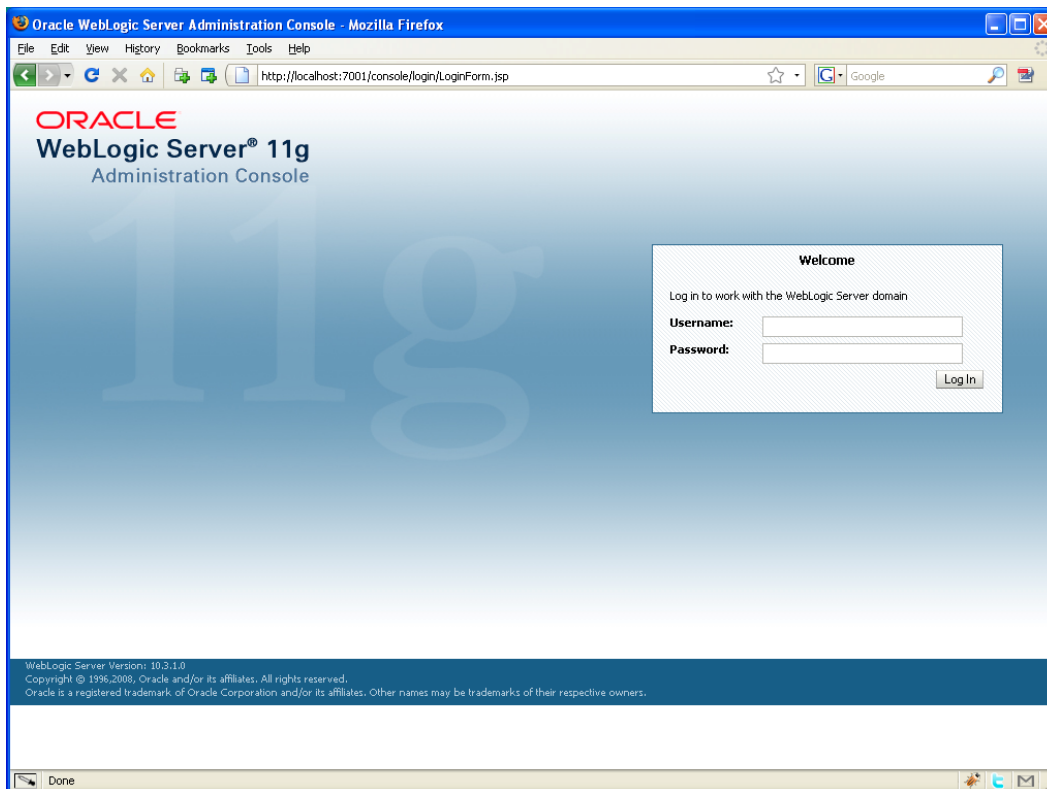 Oracle WebLogic Server Administration Console - Mozilla Firefox
File Edit View History Bookmarks Tools Help
http://localhost:7001/console/login/LoginForm.jsp G Google
ORACLE
WebLogic Server® 11g
Administration Console
11g
Welcome
Log in to work with the WebLogic Server domain
Username:
Password:
Log In
WebLogic Server Version: 10.3.1.0
Copyright © 1996,2008, Oracle and/or its affiliates. All rights reserved.
Oracle is a registered trademark of Oracle Corporation and/or its affiliates. Other names may be trademarks of their respective owners.
Done